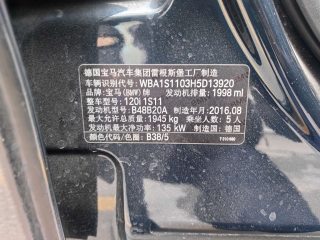 德国宝马汽车集团雷根斯堡工厂制造
车辆识别代号: WBA1S1103H5D13920
品牌:宝马(BMW)牌 发动机排量:1998 ml
整车型号:120i 1S11
发动机型号:B48B20A 制造年月:2016.08
最大允许总质量:1945 kg 乘坐人数:5 人
发动机最大净功率:135 kW 制造国:德国
颜色代码/色圈:B38/5